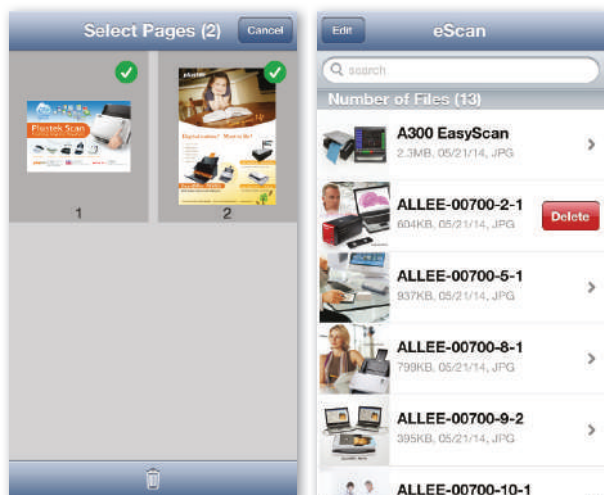 Select Pages (2)
Cancel
Plustek Scan
1
2
Edit
eScan
search
Number of Files (13)
A300 EasyScan
2.3MB, 05/21/14, JPG
ALLEE-00700-2-1
604KB, 05/21/14, JPG
Delete
ALLEE-00700-5-1
937KB, 05/21/14, JPG
ALLEE-00700-8-1
799KB, 05/21/14, JPG
ALLEE-00700-9-2
395KB, 05/21/14, JPG
ALLEE-00700-10-1